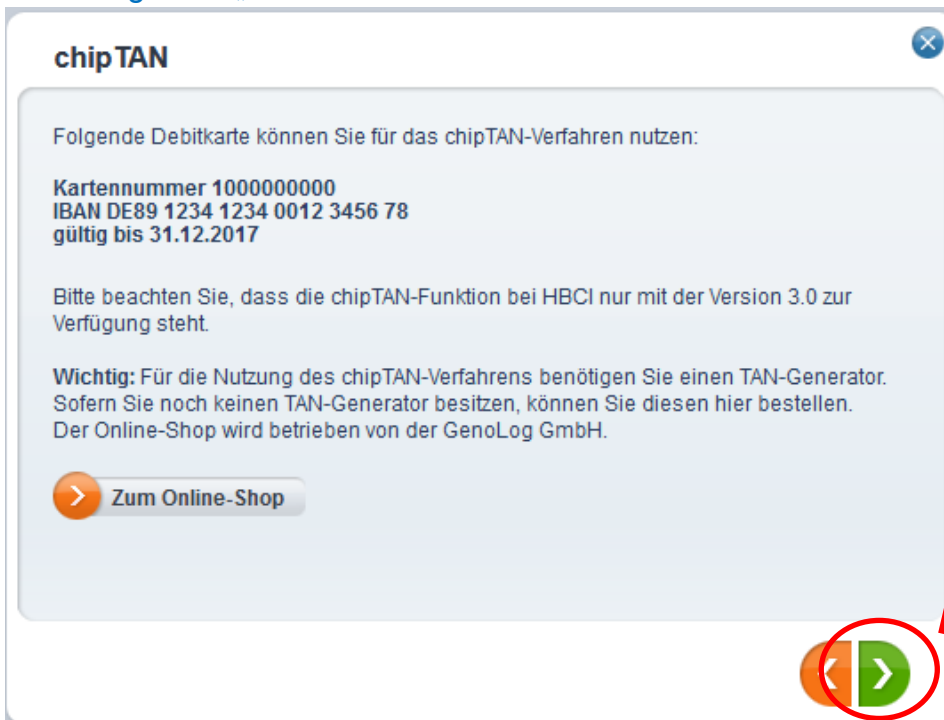 chipTAN
Folgende Debitkarte können Sie für das chipTAN-Verfahren nutzen:
Kartennummer 1000000000
IBAN DE89 1234 1234 0012 3456 78
gültig bis 31.12.2017
Bitte beachten Sie, dass die chipTAN-Funktion bei HBCI nur mit der Version 3.0 zur
Verfügung steht.
Wichtig: Für die Nutzung des chipTAN-Verfahrens benötigen Sie einen TAN-Generator.
Sofern Sie noch keinen TAN-Generator besitzen, können Sie diesen hier bestellen.
Der Online-Shop wird betrieben von der GenoLog GmbH.
Zum Online-Shop